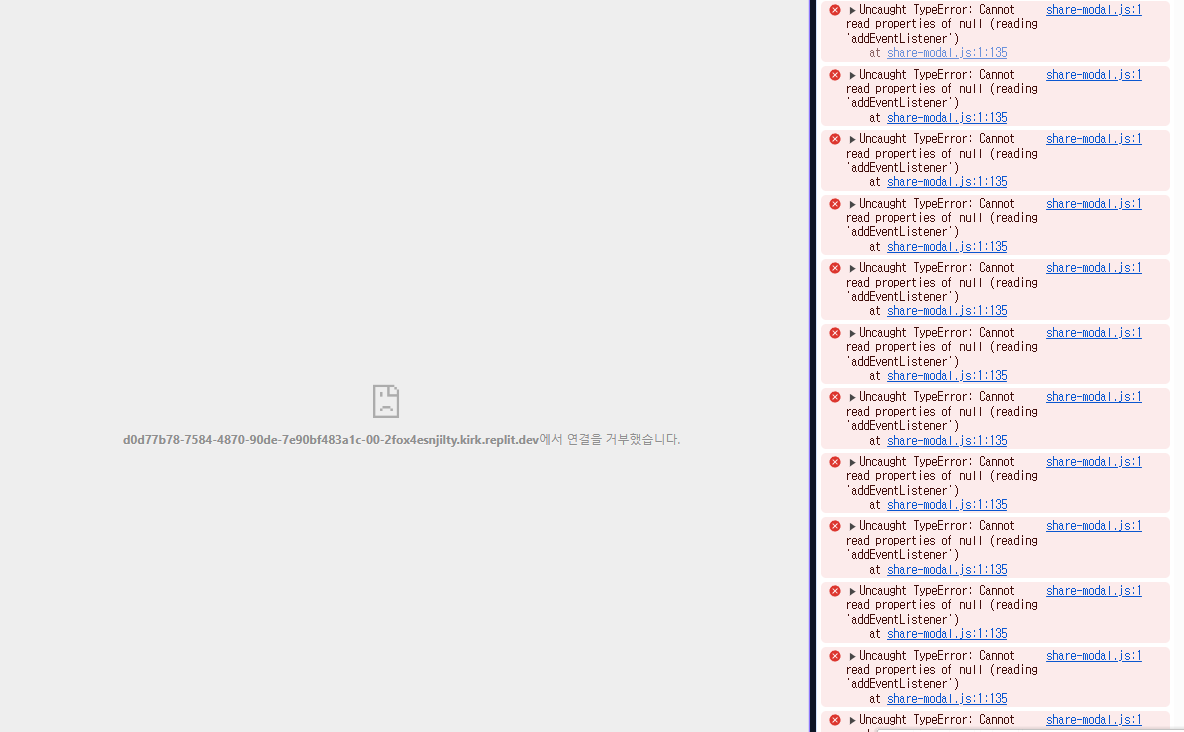 d0d77b78-7584-4870-90de-7e90bf483a1c-00-2fox4esnjilty.kirk.replit.dev에서 연결을 거부했습니다.
Uncaught TypeError: Cannot share-modal.js:1
read properties of null (reading
'addEventListener')
at share-modal.js:1:135
Uncaught TypeError: Cannot share-modal.js:1
read properties of null (reading
'addEventListener')
at share-modal.js:1:135
Uncaught TypeError: Cannot share-modal.js:1
read properties of null (reading
'addEventListener')
at share-modal.js:1:135
Uncaught TypeError: Cannot share-modal.js:1
read properties of null (reading
'addEventListener')
at share-modal.js:1:135
Uncaught TypeError: Cannot share-modal.js:1
read properties of null (reading
'addEventListener')
at share-modal.js:1:135
Uncaught TypeError: Cannot share-modal.js:1
read properties of null (reading
'addEventListener')
at share-modal.js:1:135
Uncaught TypeError: Cannot share-modal.js:1
read properties of null (reading
'addEventListener')
at share-modal.js:1:135
Uncaught TypeError: Cannot share-modal.js:1
read properties of null (reading
'addEventListener')
at share-modal.js:1:135
Uncaught TypeError: Cannot share-modal.js:1
read properties of null (reading
'addEventListener')
at share-modal.js:1:135
Uncaught TypeError: Cannot share-modal.js:1
read properties of null (reading
'addEventListener')
at share-modal.js:1:135
Uncaught TypeError: Cannot share-modal.js:1
read properties of null (reading
'addEventListener')
at share-modal.js:1:135
Uncaught TypeError: Cannot share-modal.js:1